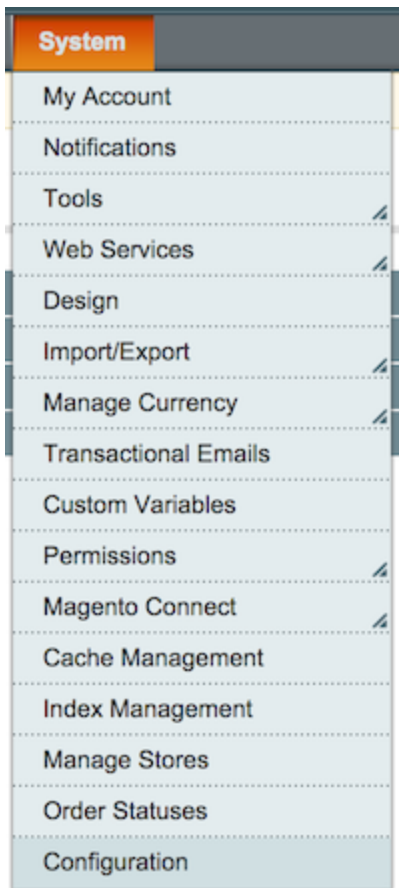 System
My Account
Notifications
Tools
Web Services
Design
Import/Export
Manage Currency
Transactional Emails
Custom Variables
Permissions
Magento Connect
Cache Management
Index Management
Manage Stores
Order Statuses
Configuration